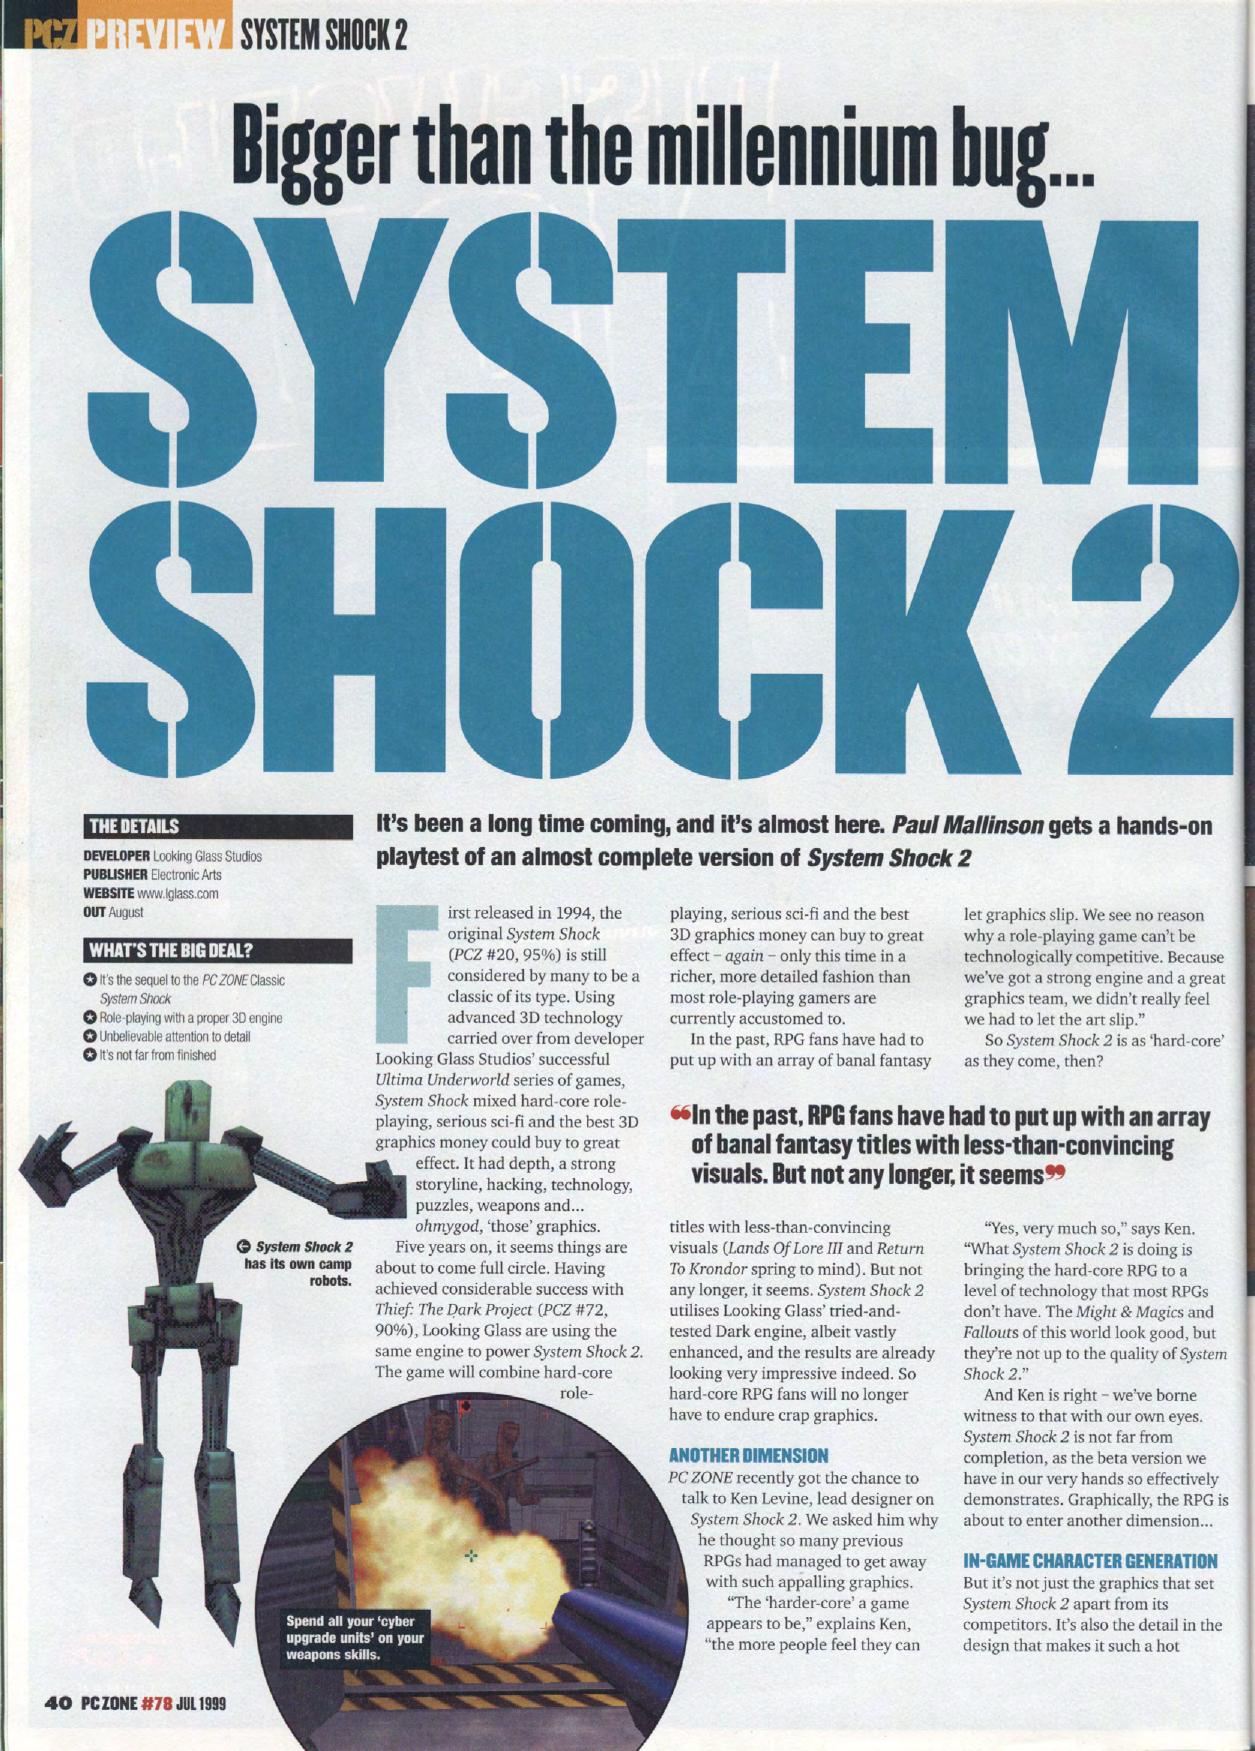 PCZ PREVIEW SYSTEM SHOCK 2
Bigger than the millennium bug...
SYSTEM
SHOCK 2
THE DETAILS
DEVELOPER Looking Glass Studios
PUBLISHER Electronic Arts
WEBSITE www.lglass.com
OUT August
WHAT'S THE BIG DEAL?
It's the sequel to the PC ZONE Classic
System Shock
Role-playing with a proper 3D engine
Unbelievable attention to detail
It's not far from finished
System Shock 2
has its own camp
robots.
It's been a long time coming, and it's almost here. Paul Mallinson gets a hands-on
playtest of an almost complete version of System Shock 2
First released in 1994, the
original System Shock
(PCZ #20, 95%) is still
considered by many to be a
classic of its type. Using
advanced 3D technology
carried over from developer
Looking Glass Studios' successful
Ultima Underworld series of games,
System Shock mixed hard-core role-
playing, serious sci-fi and the best 3D
graphics money could buy to great
effect. It had depth, a strong
storyline, hacking, technology,
puzzles, weapons and...
ohmygod, 'those' graphics.
Five years on, it seems things are
about to come full circle. Having
achieved considerable success with
Thief: The Dark Project (PCZ #72,
90%), Looking Glass are using the
same engine to power System Shock 2.
The game will combine hard-core
role-
playing, serious sci-fi and the best
3D graphics money can buy to great
effect – again – only this time in a
richer, more detailed fashion than
most role-playing gamers are
currently accustomed to.
In the past, RPG fans have had to
put up with an array of banal fantasy
“In the past, RPG fans have had to put up with an array
of banal fantasy titles with less-than-convincing
visuals. But not any longer, it seems”
titles with less-than-convincing
visuals (Lands Of Lore III and Return
To Krondor spring to mind). But not
any longer, it seems. System Shock 2
utilises Looking Glass' tried-and-
tested Dark engine, albeit vastly
enhanced, and the results are already
looking very impressive indeed. So
hard-core RPG fans will no longer
have to endure crap graphics.
ANOTHER DIMENSION
PC ZONE recently got the chance to
talk to Ken Levine, lead designer on
System Shock 2. We asked him why
he thought so many previous
RPGs had managed to get away
with such appalling graphics.
“The 'harder-core' a game
appears to be,” explains Ken,
“the more people feel they can
let graphics slip. We see no reason
why a role-playing game can't be
technologically competitive. Because
we've got a strong engine and a great
graphics team, we didn't really feel
we had to let the art slip.”
So System Shock 2 is as 'hard-core'
as they come, then?
“Yes, very much so,” says Ken.
“What System Shock 2 is doing is
bringing the hard-core RPG to a
level of technology that most RPGs
don't have. The Might & Magics and
Fallouts of this world look good, but
they're not up to the quality of System
Shock 2.”
And Ken is right – we've borne
witness to that with our own eyes.
System Shock 2 is not far from
completion, as the beta version we
have in our very hands so effectively
demonstrates. Graphically, the RPG is
about to enter another dimension...
IN-GAME CHARACTER GENERATION
But it's not just the graphics that set
System Shock 2 apart from its
competitors. It's also the detail in the
design that makes it such a hot
Spend all your 'cyber
upgrade units' on your
weapons skills.
40 PC ZONE #78 JUL 1999